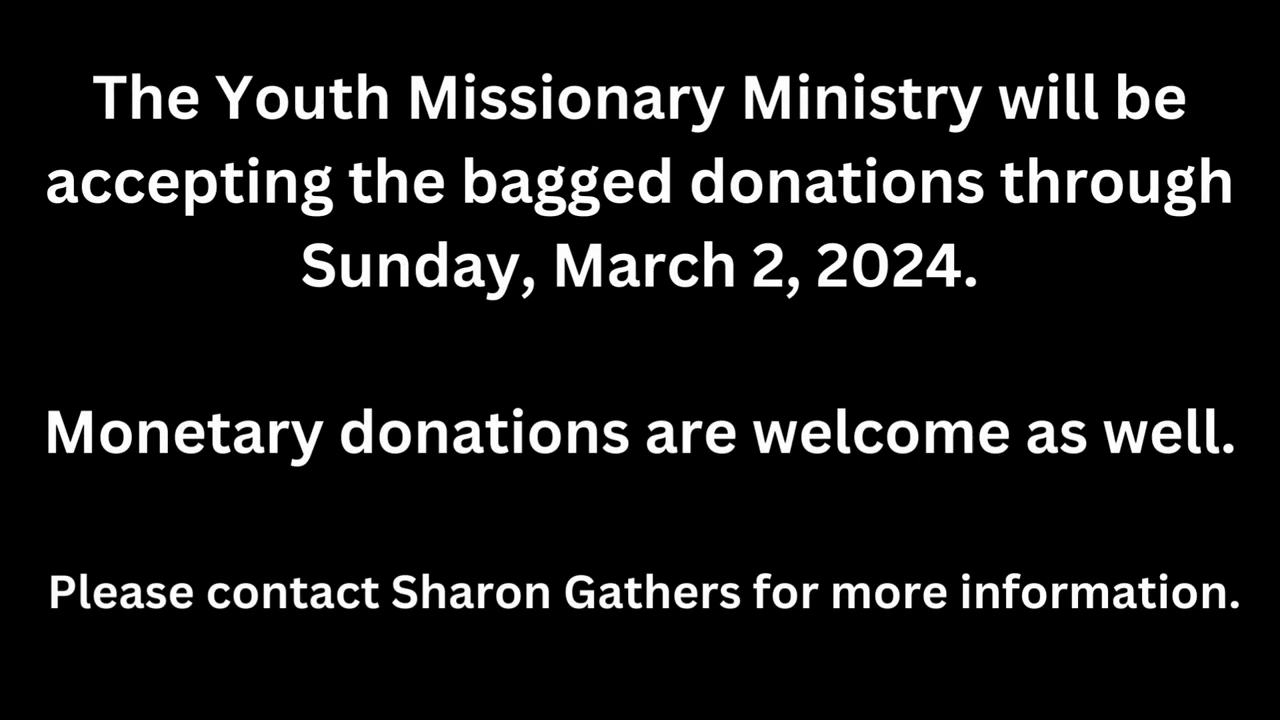 The Youth Missionary Ministry will be
accepting the bagged donations through
Sunday, March 2, 2024.
Monetary donations are welcome as well.
Please contact Sharon Gathers for more information.